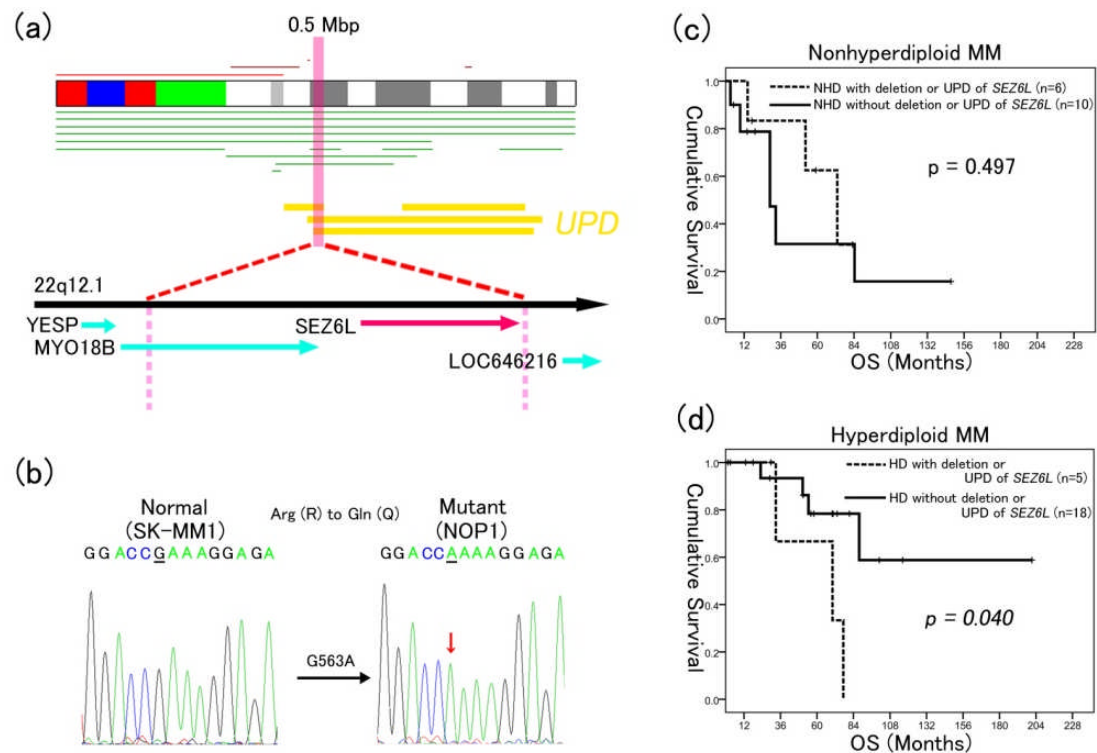 (a)
0.5 Mbp
UPD
22q12.1
YESP
MYO18B
SEZ6L
LOC646216
(b)
Normal
(SK-MM1)
Arg (R) to Gln (Q)
Mutant
(NOP1)
GGACCGAAAGGAGA
GGACCAAAAGGAGA
G563A
(c)
Nonhyperdiploid MM
NHD with deletion or UPD of SEZ6L (n=6)
NHD without deletion or UPD of SEZ6L (n=10)
p = 0.497
Cumulative Survival
1.0
0.8
0.6
0.4
0.2
0.0
12 36 60 84 108 132 156 180 204 228
OS (Months)
(d)
Hyperdiploid MM
HD with deletion or
UPD of SEZ6L (n=5)
HD without deletion or
UPD of SEZ6L (n=18)
p = 0.040
Cumulative Survival
1.0
0.8
0.6
0.4
0.2
0.0
12 36 60 84 108 132 156 180 204 228
OS (Months)